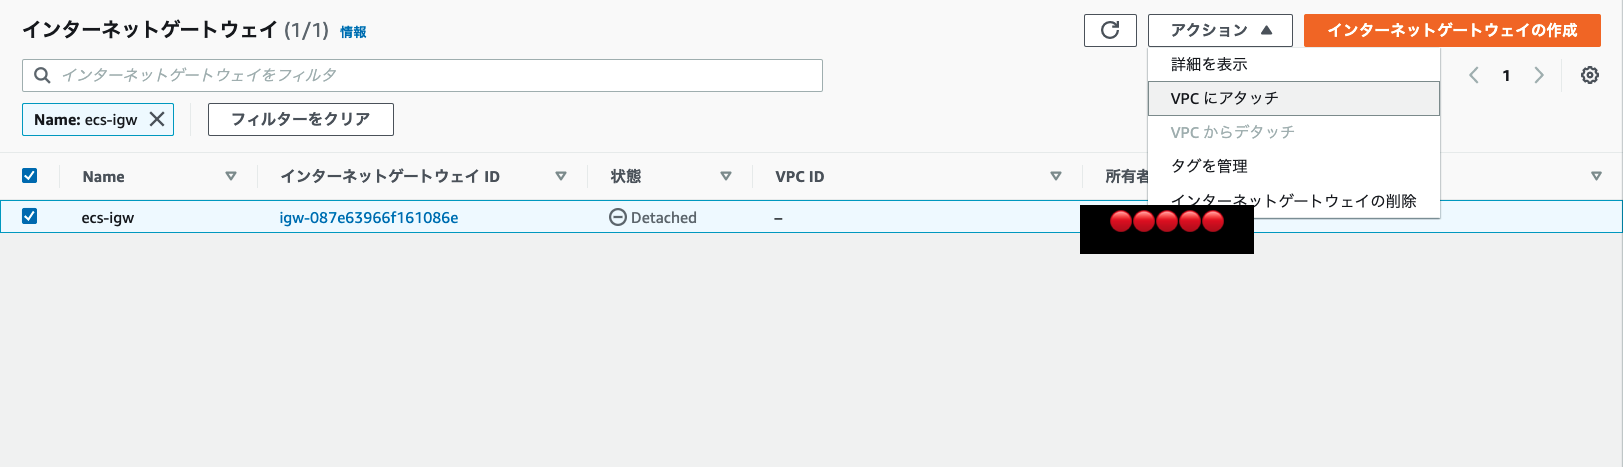 インターネットゲートウェイ (1/1) 情報
アクション
インターネットゲートウェイの作成
インターネットゲートウェイをフィルタ
詳細を表示
VPC にアタッチ
VPC からデタッチ
タグを管理
インターネットゲートウェイの削除
1
Name: ecs-igw
フィルターをクリア
Name インターネットゲートウェイ ID 状態 VPC ID 所有者
ecs-igw igw-087e63966f161086e Detached –